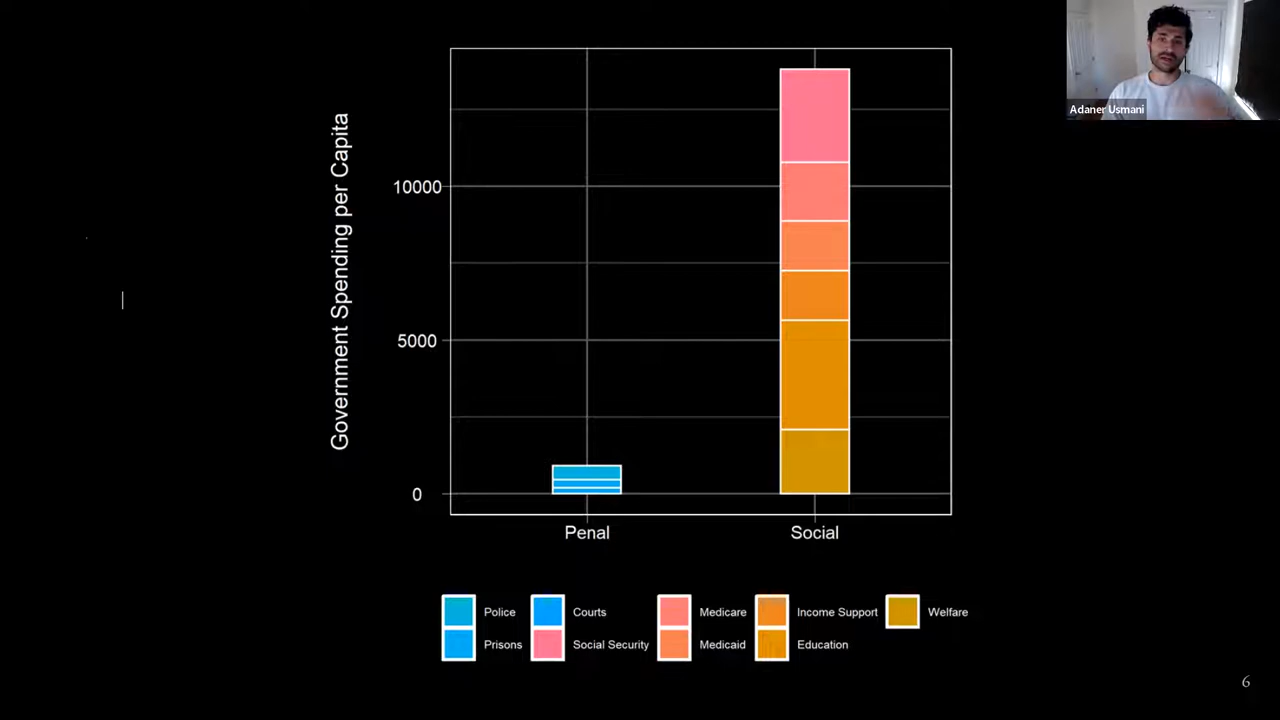 Adaner Usmani
Government Spending per Capita
10000
5000
0
Penal
Social
Police
Courts
Medicare
Income Support
Welfare
Prisons
Social Security
Medicaid
Education
6